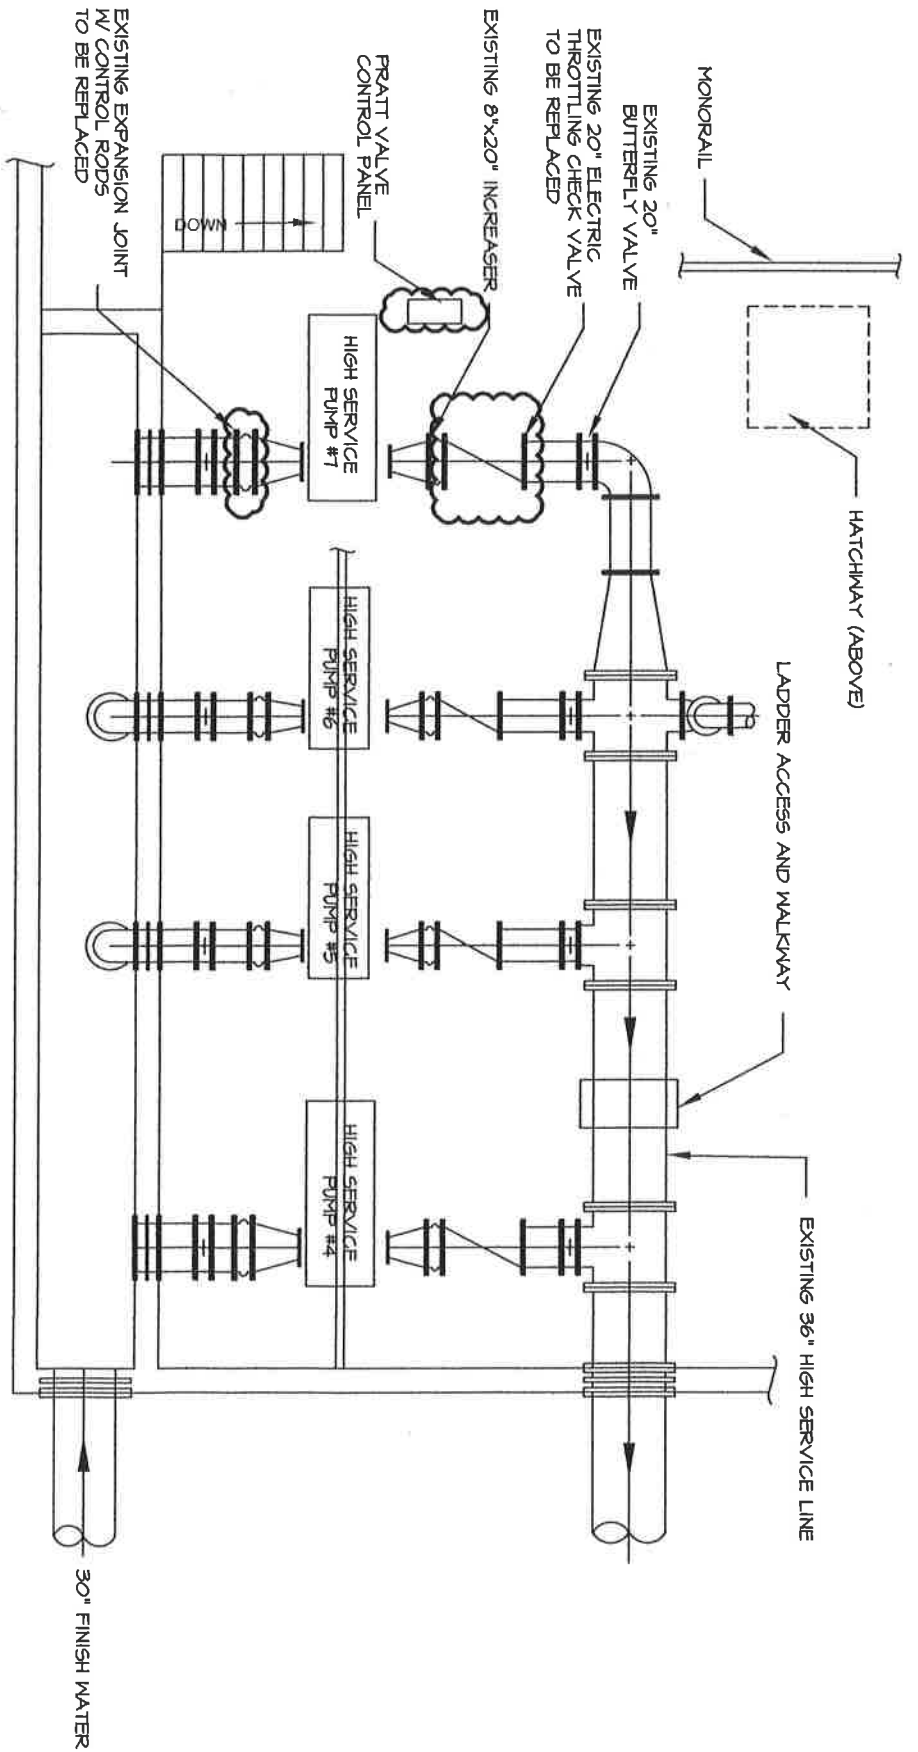 MONORAIL
HATCHWAY (ABOVE)
LADDER ACCESS AND WALKWAY
EXISTING 36" HIGH SERVICE LINE
EXISTING 20"
BUTTERFLY VALVE
EXISTING 20" ELECTRIC
THROTTLING CHECK VALVE
TO BE REPLACED
EXISTING 8"x20" INCREASER
PRATT VALVE
CONTROL PANEL
DOWN
HIGH SERVICE
PUMP #7
HIGH SERVICE
PUMP #6
HIGH SERVICE
PUMP #5
HIGH SERVICE
PUMP #4
EXISTING EXPANSION JOINT
W/ CONTROL RODS
TO BE REPLACED
30" FINISH WATER